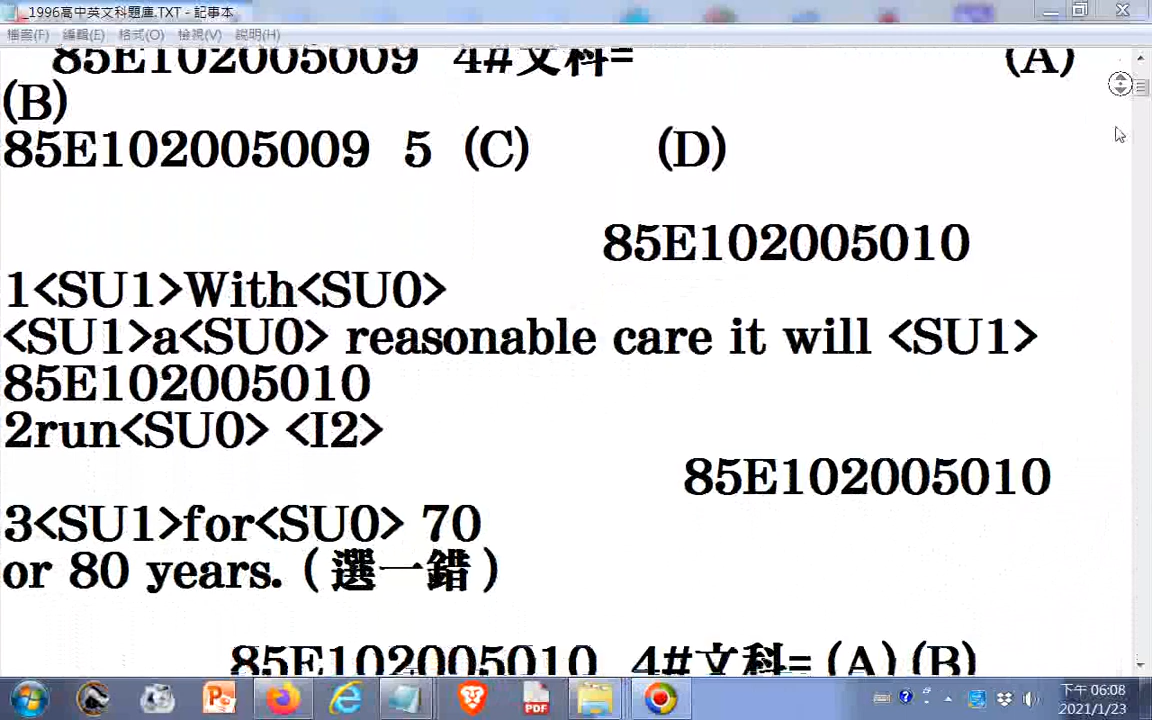 _1996高中英文科題庫.TXT - 記事本
檔案(F) 編輯(E) 格式(O) 檢視(V) 說明(H)
85E102005009 4#文科= (A)
(B)
85E102005009 5 (C) (D)
85E102005010
1<SU1>With<SU0>
<SU1>a<SU0> reasonable care it will <SU1>
85E102005010
2run<SU0> <I2>
85E102005010
3<SU1>for<SU0> 70
or 80 years. (選一錯)
85E102005010 4#文科= (A) (B)
PDF
下午 06:08
2021/1/23